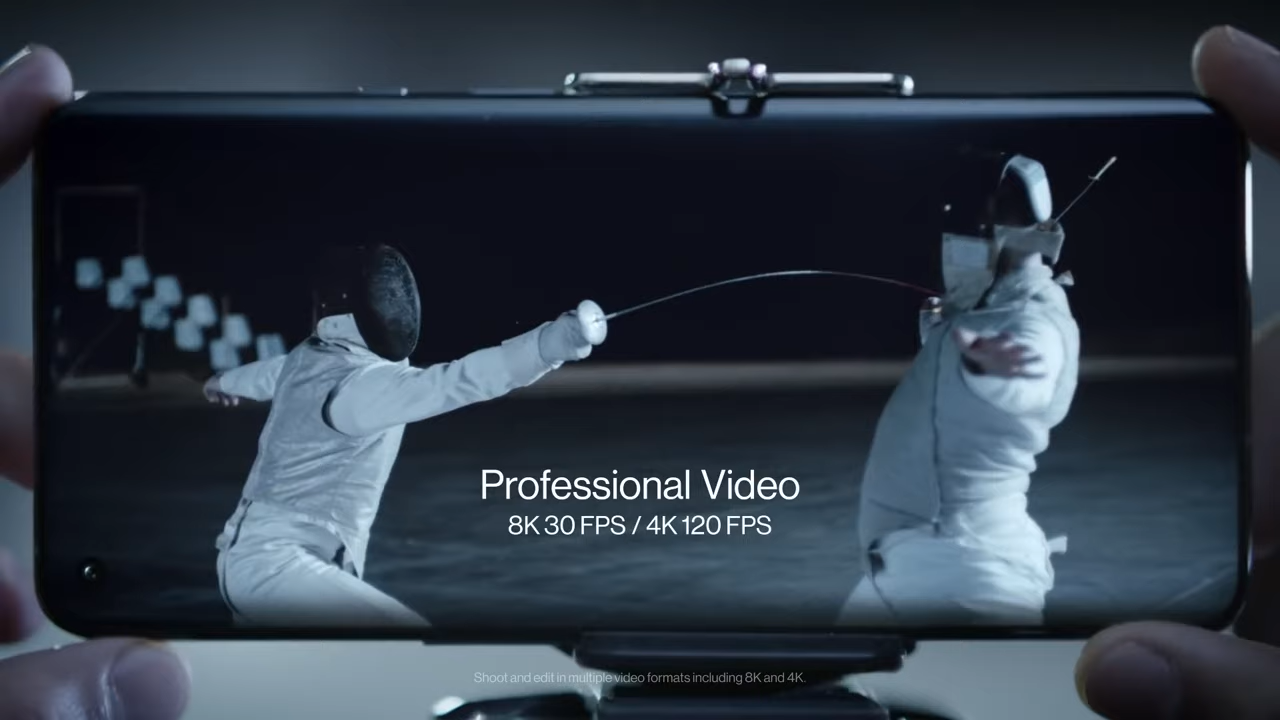 Professional Video
8K 30 FPS / 4K 120 FPS
Shoot and edit in multiple video formats including 8K and 4K.